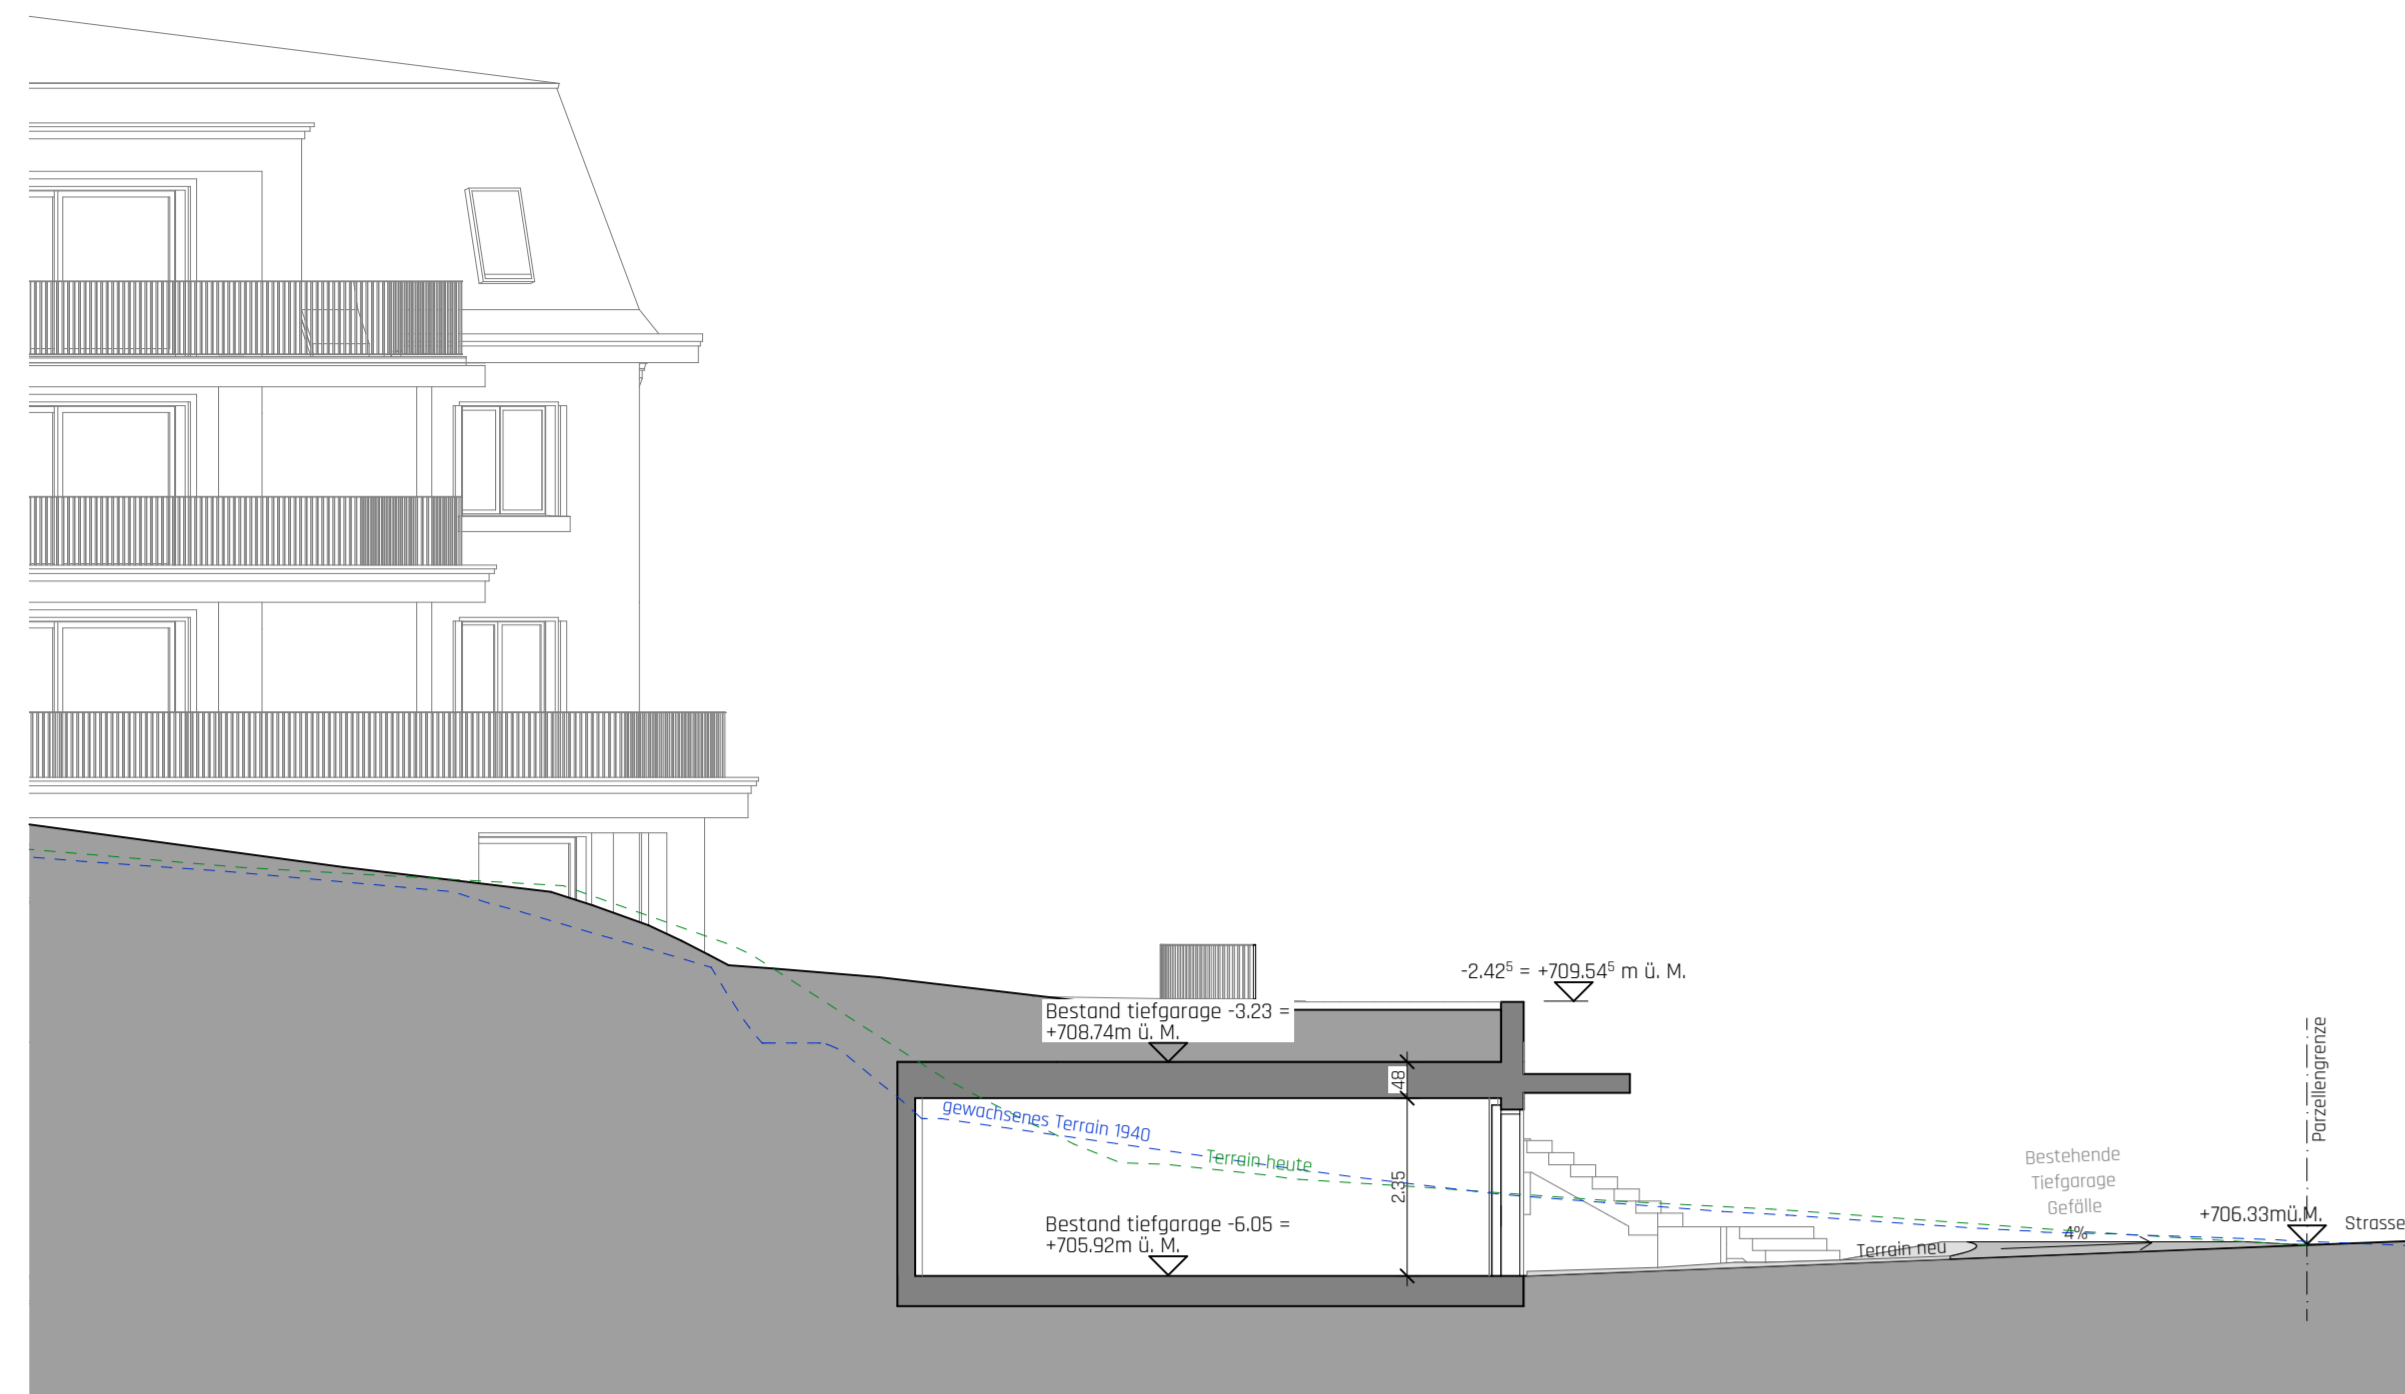 -2.42⁵ = +709.54⁵ m ü. M.
Bestand tiefgarage -3.23 =
+708.74m ü. M.
48
gewachsenes Terrain 1940
Terrain heute
2.35
Bestand tiefgarage -6.05 =
+705.92m ü. M.
Bestehende
Tiefgarage
Gefälle
4%
Terrain neu
Parzellengrenze
+706.33mü.M.
Strasse